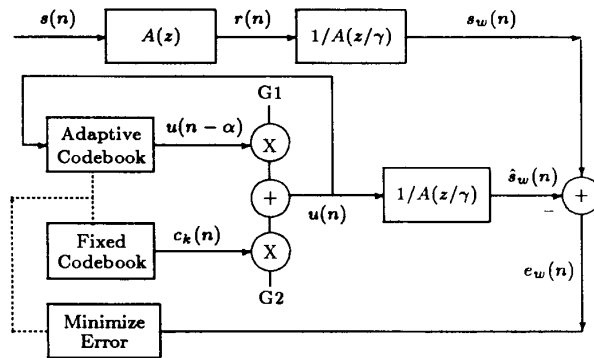 s(n)
A(z)
r(n)
1/A(z/γ)
s_w(n)
G1
Adaptive
Codebook
u(n − α)
X
+
u(n)
1/A(z/γ)
ŝ_w(n)
+
−
Fixed
Codebook
c_k(n)
X
G2
e_w(n)
Minimize
Error